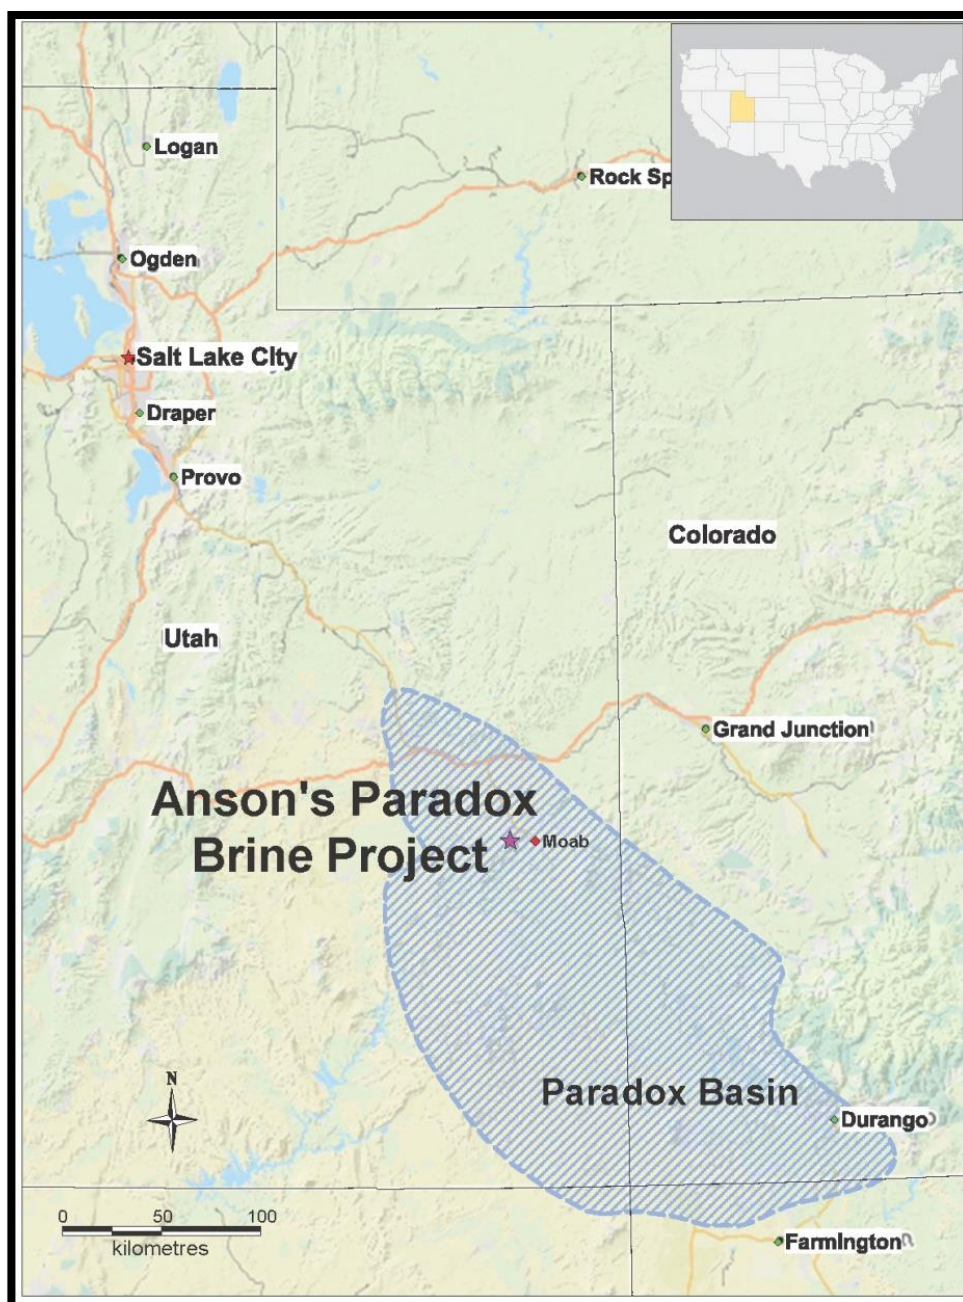 Logan
Rock Sp
Ogden
Salt Lake City
Draper
Provo
Colorado
Utah
Grand Junction
Anson's Paradox
Brine Project
Moab
Paradox Basin
N
Durango
0 50 100
kilometres
Farmington